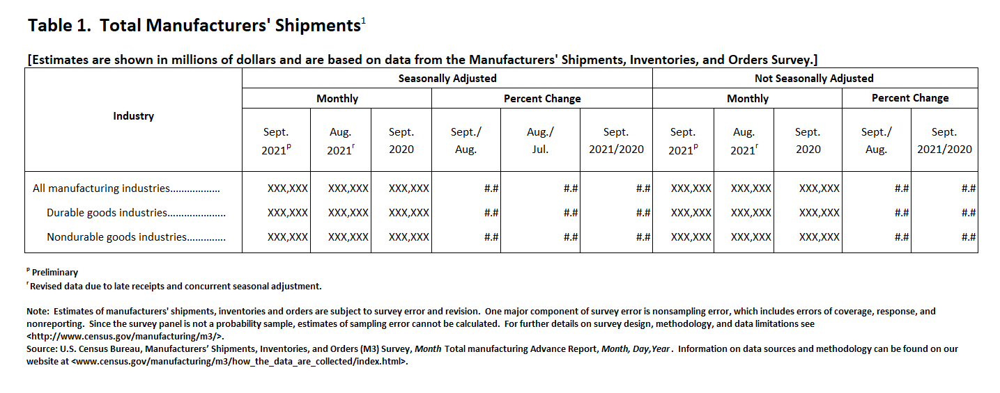 Table 1.  Total Manufacturers' Shipments1
[Estimates are shown in millions of dollars and are based on data from the Manufacturers' Shipments, Inventories, and Orders Survey.]
Industry
Seasonally Adjusted
Not Seasonally Adjusted
Monthly
Percent Change
Monthly
Percent Change
Sept. 2021p
Aug. 2021r
Sept. 2020
Sept./ Aug.
Aug./ Jul.
Sept. 2021/2020
Sept. 2021p
Aug. 2021r
Sept. 2020
Sept./ Aug.
Sept. 2021/2020
All manufacturing industries.................. XXX,XXX XXX,XXX XXX,XXX #.# #.# #.# XXX,XXX XXX,XXX XXX,XXX #.# #.#
Durable goods industries..................... XXX,XXX XXX,XXX XXX,XXX #.# #.# #.# XXX,XXX XXX,XXX XXX,XXX #.# #.#
Nondurable goods industries.............. XXX,XXX XXX,XXX XXX,XXX #.# #.# #.# XXX,XXX XXX,XXX XXX,XXX #.# #.#
p Preliminary
r Revised data due to late receipts and concurrent seasonal adjustment.
Note:  Estimates of manufacturers' shipments, inventories and orders are subject to survey error and revision.  One major component of survey error is nonsampling error, which includes errors of coverage, response, and
nonreporting.  Since the survey panel is not a probability sample, estimates of sampling error cannot be calculated.  For further details on survey design, methodology, and data limitations see
<http://www.census.gov/manufacturing/m3/>.
Source: U.S. Census Bureau, Manufacturers’ Shipments, Inventories, and Orders (M3) Survey, Month Total manufacturing Advance Report, Month, Day,Year .  Information on data sources and methodology can be found on our
website at <www.census.gov/manufacturing/m3/how_the_data_are_collected/index.html>.